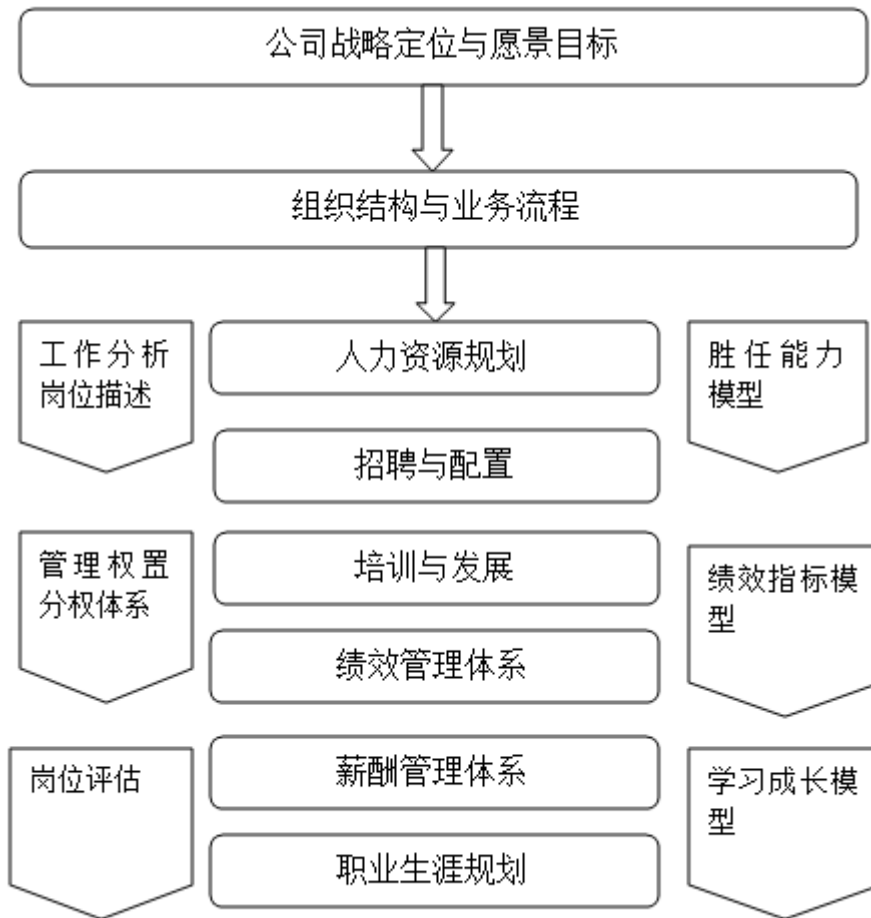 公司战略定位与愿景目标
组织结构与业务流程
工作分析
岗位描述
人力资源规划
胜任能力
模型
招聘与配置
管理权置
分权体系
培训与发展
绩效指标模
型
绩效管理体系
岗位评估
薪酬管理体系
学习成长模
型
职业生涯规划